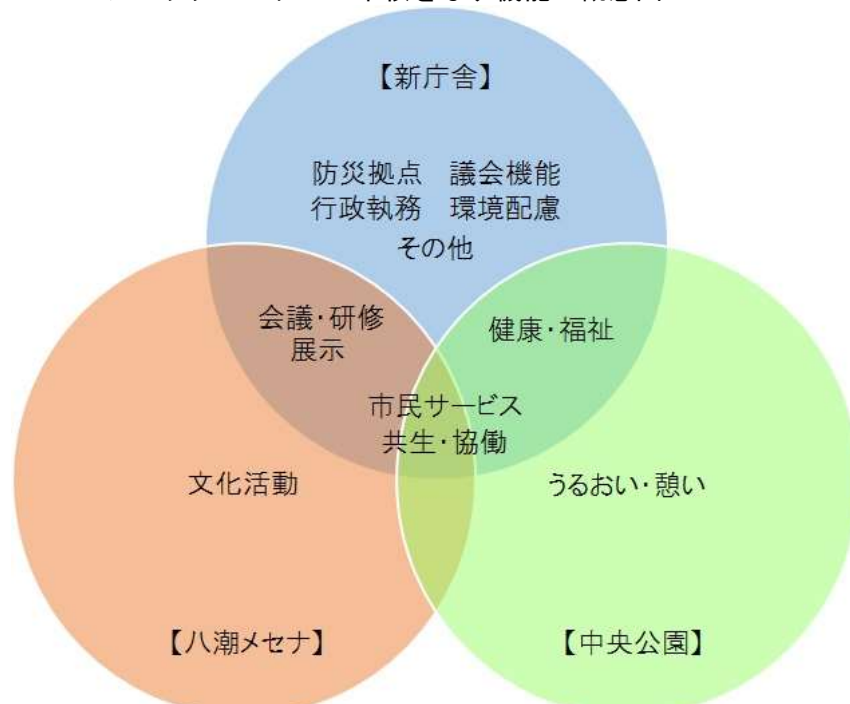 【新庁舎】
防災拠点　議会機能
行政執務　環境配慮
その他
会議・研修
展示
健康・福祉
市民サービス
共生・協働
文化活動
うるおい・憩い
【八潮メセナ】
【中央公園】